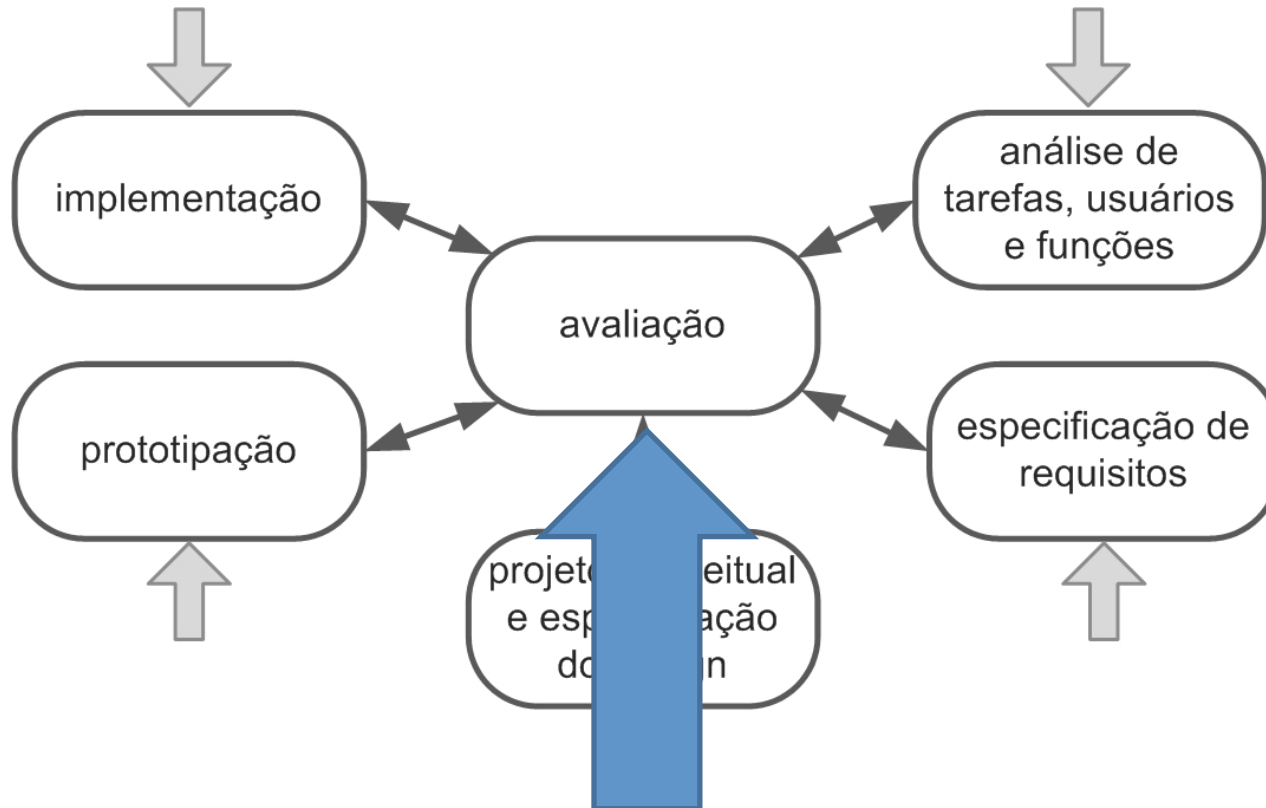 implementação
análise de
tarefas, usuários
e funções
avaliação
prototipação
especificação de
requisitos
e